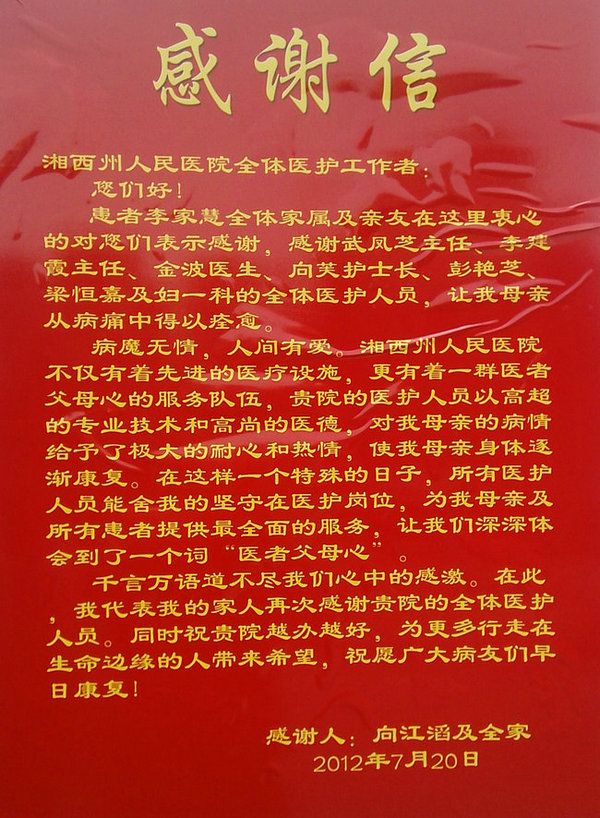 感谢信
湘西州人民医院全体医护工作者：
您们好！
患者李家慧全体家属及亲友在这里衷心
的对您们表示感谢，感谢武凤芝主任、李建
霞主任、金波医生、向芙护士长、彭艳芝、
梁恒嘉及妇一科的全体医护人员，让我母亲
从病痛中得以痊愈。
病魔无情，人间有爱。湘西州人民医院
不仅有着先进的医疗设施，更有着一群医者
父母心的服务队伍，贵院的医护人员以高超
的专业技术和高尚的医德，对我母亲的病情
给予了极大的耐心和热情，使我母亲身体逐
渐康复。在这样一个特殊的日子，所有医护
人员能舍我的坚守在医护岗位，为我母亲及
所有患者提供最全面的服务，让我们深深体
会到了一个词“医者父母心”。
千言万语道不尽我们心中的感激。在此
，我代表我的家人再次感谢贵院的全体医护
人员。同时祝贵院越办越好，为更多行走在
生命边缘的人带来希望，祝愿广大病友们早
日康复！
感谢人：向江滔及全家
2012年7月20日